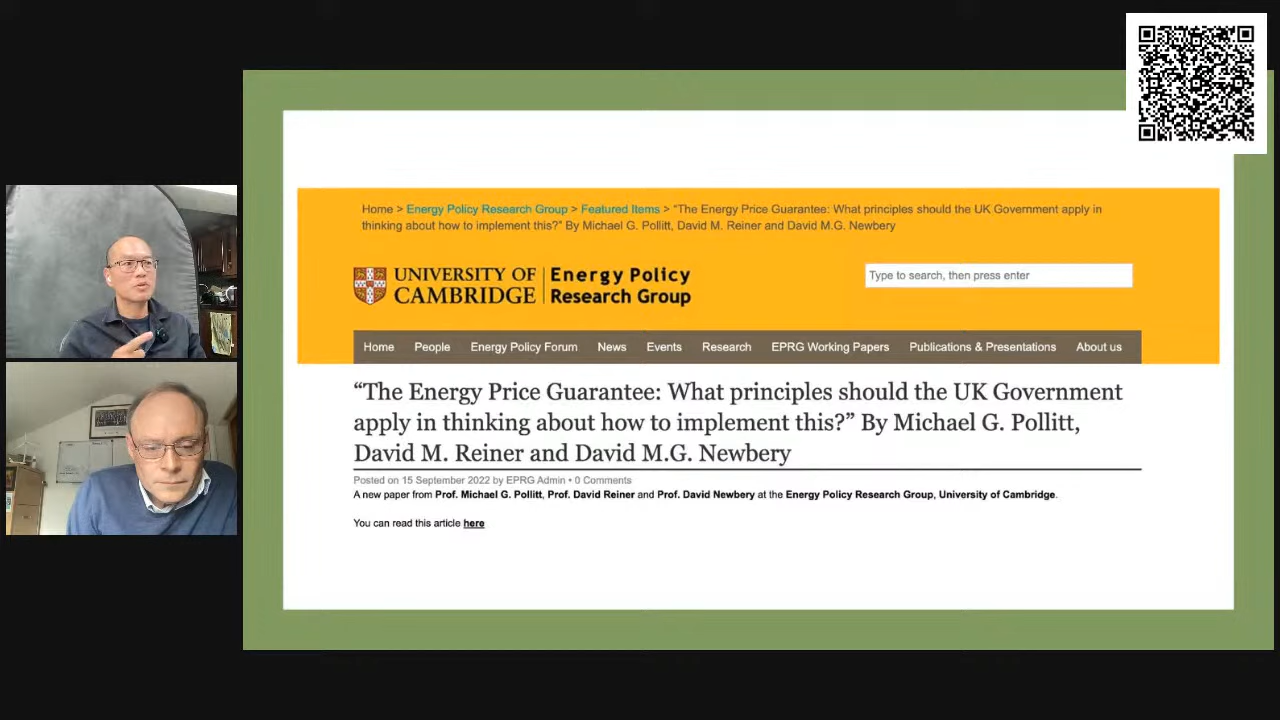 Home > Energy Policy Research Group > Featured Items > “The Energy Price Guarantee: What principles should the UK Government apply in
thinking about how to implement this?” By Michael G. Pollitt, David M. Reiner and David M.G. Newbery
UNIVERSITY OF
CAMBRIDGE
Energy Policy
Research Group
Type to search, then press enter
Home People Energy Policy Forum News Events Research EPRG Working Papers Publications & Presentations About us
“The Energy Price Guarantee: What principles should the UK Government
apply in thinking about how to implement this?” By Michael G. Pollitt,
David M. Reiner and David M.G. Newbery
Posted on 15 September 2022 by EPRG Admin • 0 Comments
A new paper from Prof. Michael G. Pollitt, Prof. David Reiner and Prof. David Newbery at the Energy Policy Research Group, University of Cambridge.
You can read this article here